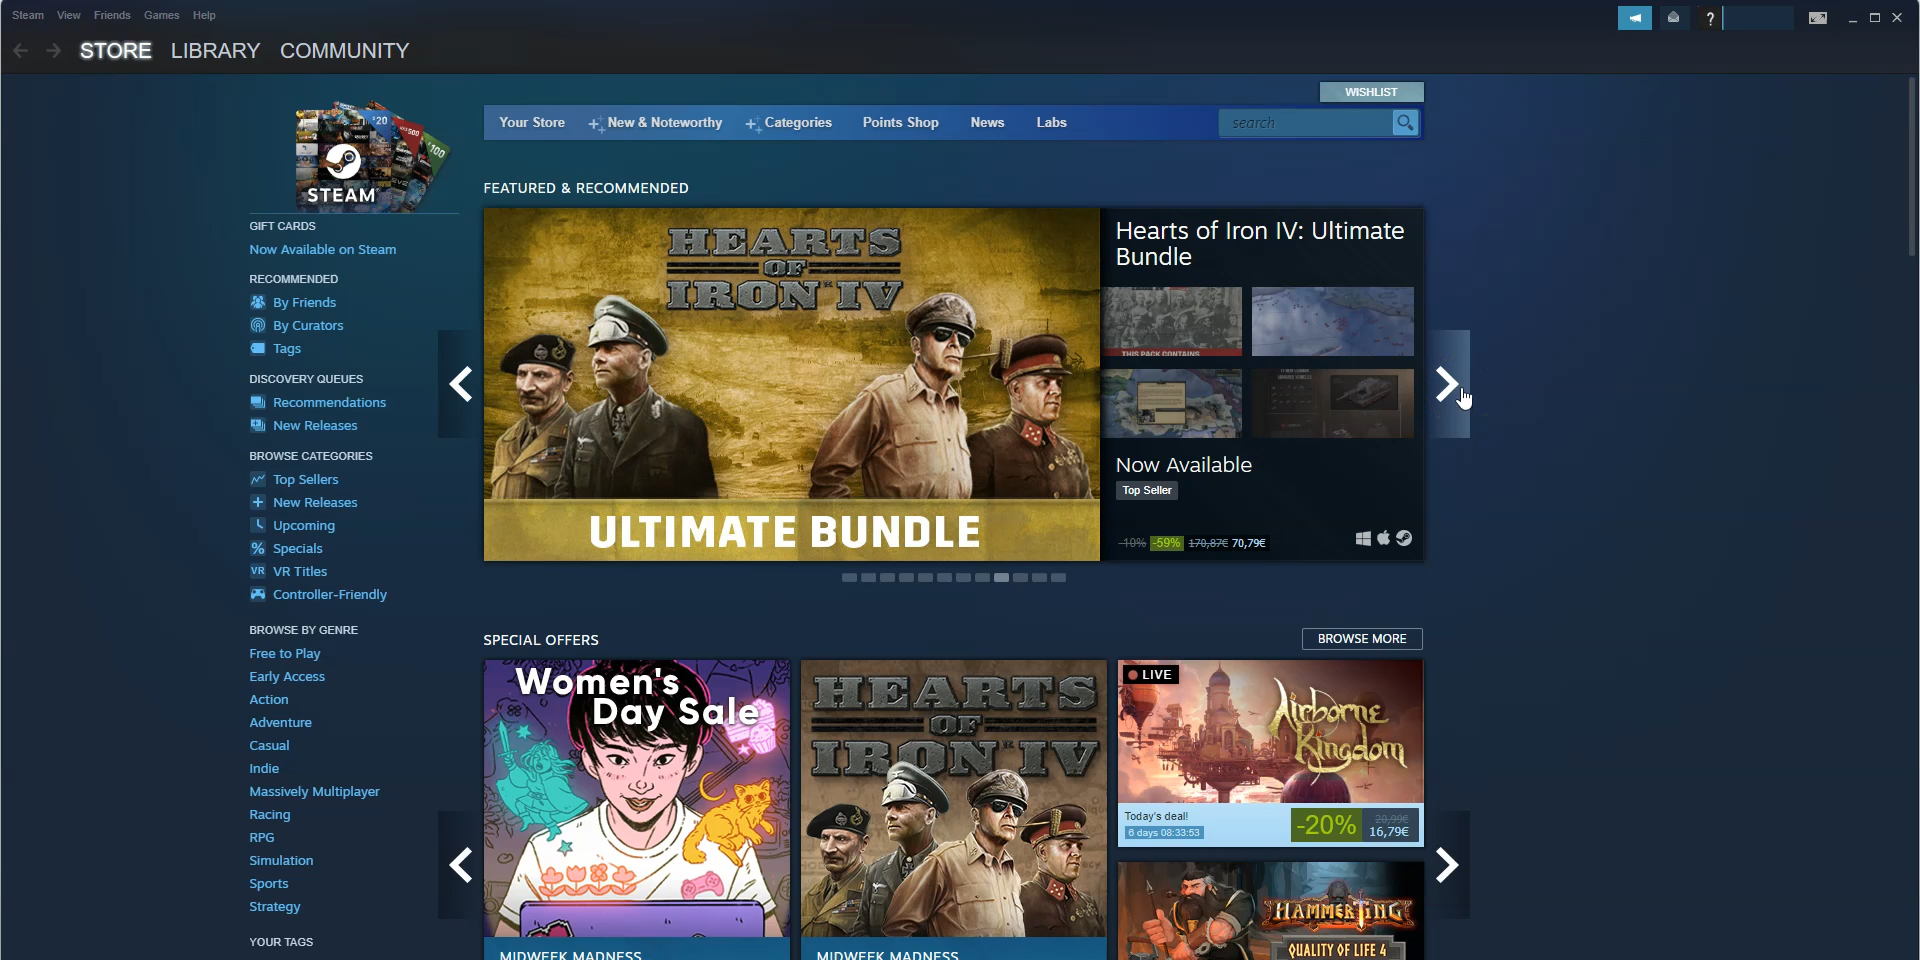 Steam View Friends Games Help
?
STORE LIBRARY COMMUNITY
WISHLIST
Your Store New & Noteworthy Categories Points Shop News Labs search
$20
$100
STEAM
GIFT CARDS
Now Available on Steam
RECOMMENDED
By Friends
By Curators
Tags
DISCOVERY QUEUES
Recommendations
New Releases
BROWSE CATEGORIES
Top Sellers
New Releases
Upcoming
% Specials
VR VR Titles
Controller-Friendly
BROWSE BY GENRE
Free to Play
Early Access
Action
Adventure
Casual
Indie
Massively Multiplayer
Racing
RPG
Simulation
Sports
Strategy
YOUR TAGS
FEATURED & RECOMMENDED
HEARTS
OF
IRON IV
ULTIMATE BUNDLE
Hearts of Iron IV: Ultimate
Bundle
THIS PACK CONTAINS
Now Available
Top Seller
-10% -59% 170,87€ 70,79€
SPECIAL OFFERS
BROWSE MORE
Women's
Day Sale
MIDWEEK MADNESS
HEARTS
OF
IRON IV
MIDWEEK MADNESS
LIVE
Airborne
Kingdom
Today's deal!
6 days 08:33:53
-20%
20,99€
16,79€
HAMMERTING
QUALITY OF LIFE 4